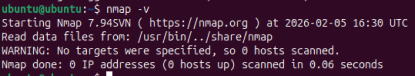 ubuntu@ubuntu:~$ nmap -v
Starting Nmap 7.94SVN ( https://nmap.org ) at 2026-02-05 16:30 UTC
Read data files from: /usr/bin/../share/nmap
WARNING: No targets were specified, so 0 hosts scanned.
Nmap done: 0 IP addresses (0 hosts up) scanned in 0.06 seconds